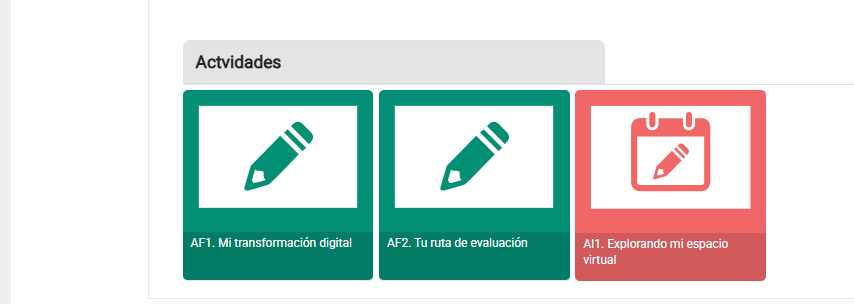 Actvidades
AF1. Mi transformación digital
AF2. Tu ruta de evaluación
AI1. Explorando mi espacio
virtual